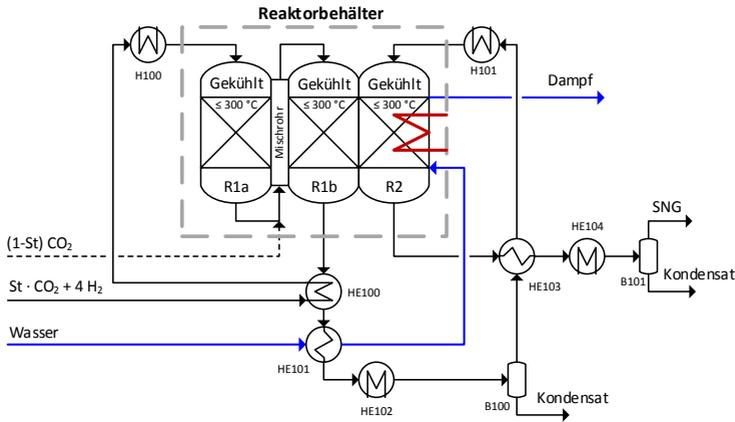 Reaktorbehälter
H100
H101
Gekühlt
≤ 300 °C
Mischrohr
Gekühlt
≤ 300 °C
Gekühlt
≤ 300 °C
Dampf
R1a
R1b
R2
(1-St) CO₂
St · CO₂ + 4 H₂
HE100
Wasser
HE101
HE102
HE103
HE104
SNG
B101
Kondensat
B100
Kondensat